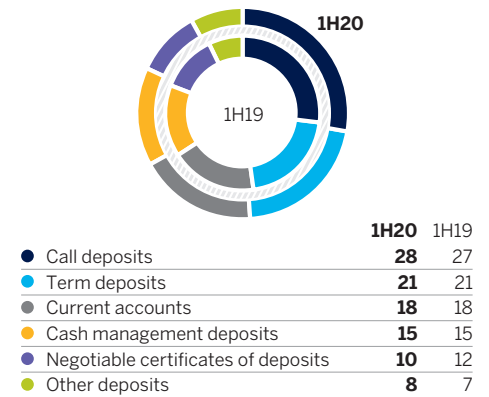 1H20
1H19
1H20 1H19
Call deposits 28 27
Term deposits 21 21
Current accounts 18 18
Cash management deposits 15 15
Negotiable certificates of deposits 10 12
Other deposits 8 7